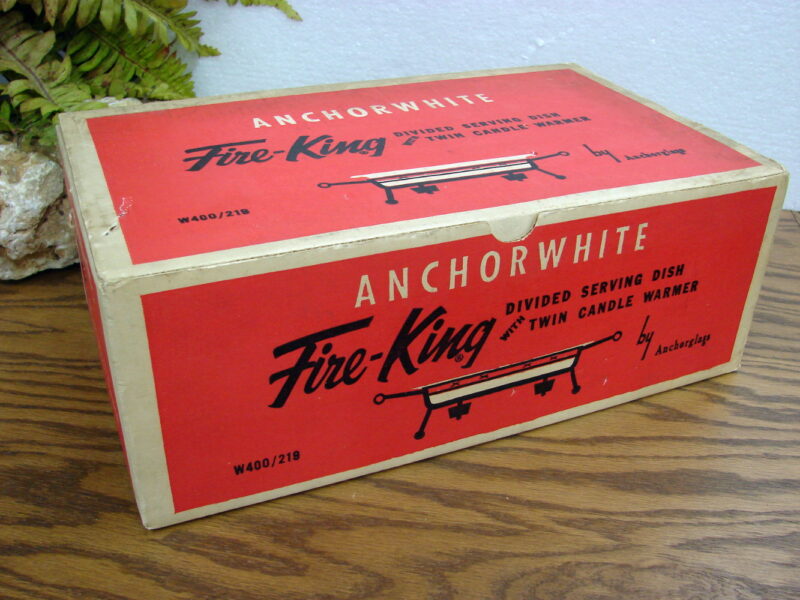 ANCHORWHITE
Fire-King DIVIDED SERVING DISH
WITH TWIN CANDLE WARMER
by Anchorglass
W400/219
ANCHORWHITE
Fire-King® DIVIDED SERVING DISH
WITH TWIN CANDLE WARMER
by Anchorglass
W400/219